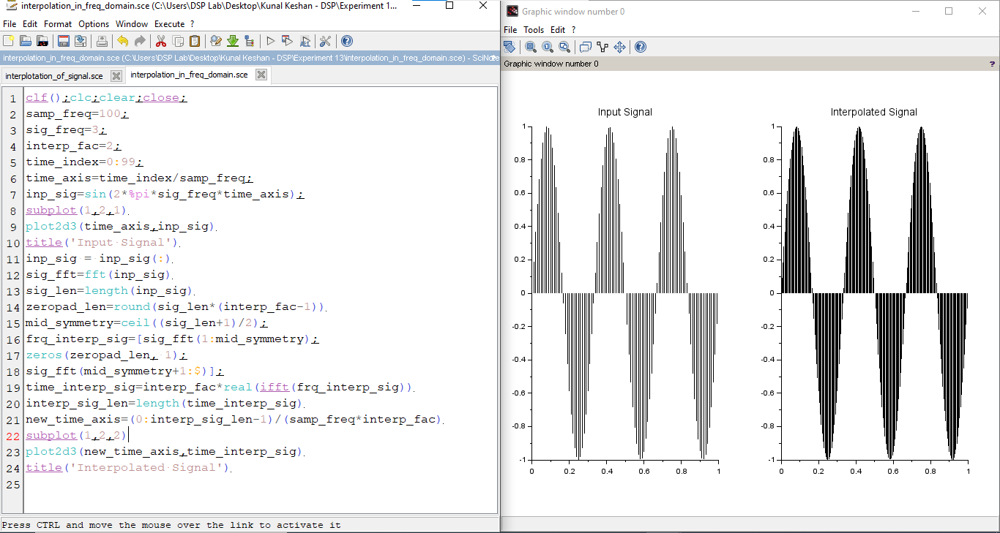 interpolation_in_freq_domain.sce (C:\Users\DSP Lab\Desktop\Kunal Keshan - DSP\Experiment 1...
File Edit Format Options Window Execute ?
interpolation_in_freq_domain.sce (C:\Users\DSP Lab\Desktop\Kunal Keshan - DSP\Experiment 13\interpolation_in_freq_domain.sce) - SciNote
interplotation_of_signal.sce interpolation_in_freq_domain.sce
1 clf();clc;clear;close;
2 samp_freq=100;
3 sig_freq=3;
4 interp_fac=2;
5 time_index=0:99;
6 time_axis=time_index/samp_freq;
7 inp_sig=sin(2*%pi*sig_freq*time_axis);
8 subplot(1,2,1)
9 plot2d3(time_axis,inp_sig)
10 title('Input Signal')
11 inp_sig = inp_sig(:)
12 sig_fft=fft(inp_sig)
13 sig_len=length(inp_sig)
14 zeropad_len=round(sig_len*(interp_fac-1))
15 mid_symmetry=ceil((sig_len+1)/2);
16 frq_interp_sig=[sig_fft(1:mid_symmetry);
17 zeros(zeropad_len, 1);
18 sig_fft(mid_symmetry+1:$)];
19 time_interp_sig=interp_fac*real(ifft(frq_interp_sig))
20 interp_sig_len=length(time_interp_sig)
21 new_time_axis=(0:interp_sig_len-1)/(samp_freq*interp_fac)
22 subplot(1,2,2)
23 plot2d3(new_time_axis,time_interp_sig)
24 title('Interpolated Signal')
25
Press CTRL and move the mouse over the link to activate it
Graphic window number 0
File Tools Edit ?
Graphic window number 0 ?
Input Signal
1
0.8
0.6
0.4
0.2
0
-0.2
-0.4
-0.6
-0.8
-1
0 0.2 0.4 0.6 0.8 1
Interpolated Signal
1
0.8
0.6
0.4
0.2
0
-0.2
-0.4
-0.6
-0.8
-1
0 0.2 0.4 0.6 0.8 1